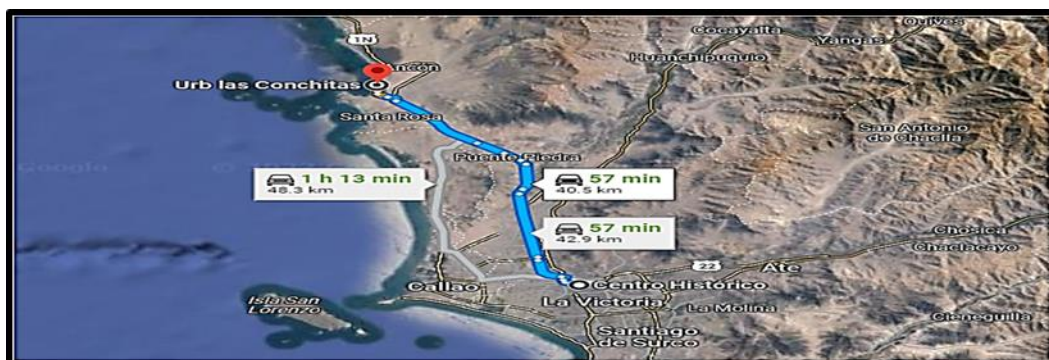 Quives
Cocayalta
Yangas
1N
Huanchipuquio
Ancón
Urb las Conchitas
Santa Rosa
San Antonio
de Chaclla
Puente Piedra
Google
1 h 13 min
48.3 km
57 min
40.5 km
57 min
42.9 km
Chosica
Chaclacayo
22
Ate
Centro Histórico
Callao
La Victoria
Isla San
Lorenzo
La Molina
Cieneguilla
Santiago
de Surco